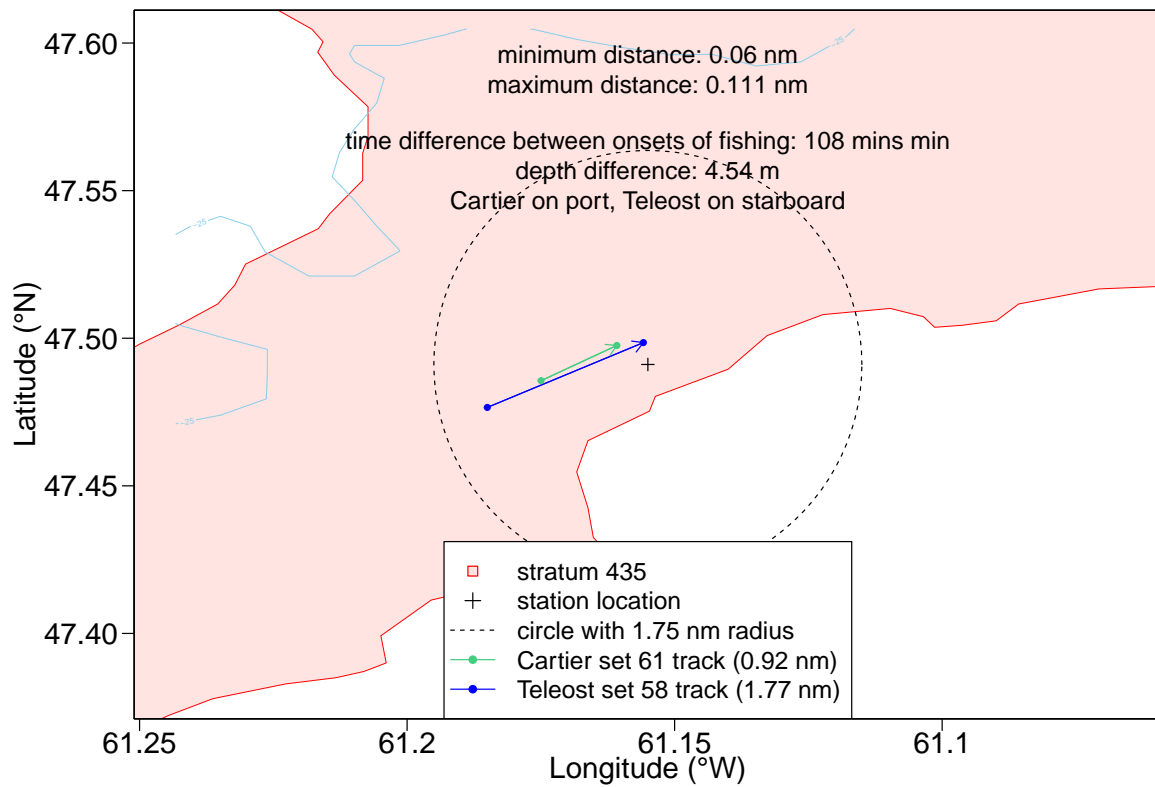 minimum distance: 0.06 nm
maximum distance: 0.111 nm
time difference between onsets of fishing: 108 mins min
depth difference: 4.54 m
Cartier on port, Teleost on starboard
47.60
47.55
47.50
47.45
47.40
Latitude (°N)
−25
−25
−25
stratum 435
station location
circle with 1.75 nm radius
Cartier set 61 track (0.92 nm)
Teleost set 58 track (1.77 nm)
61.25
61.2
61.15
61.1
Longitude (°W)